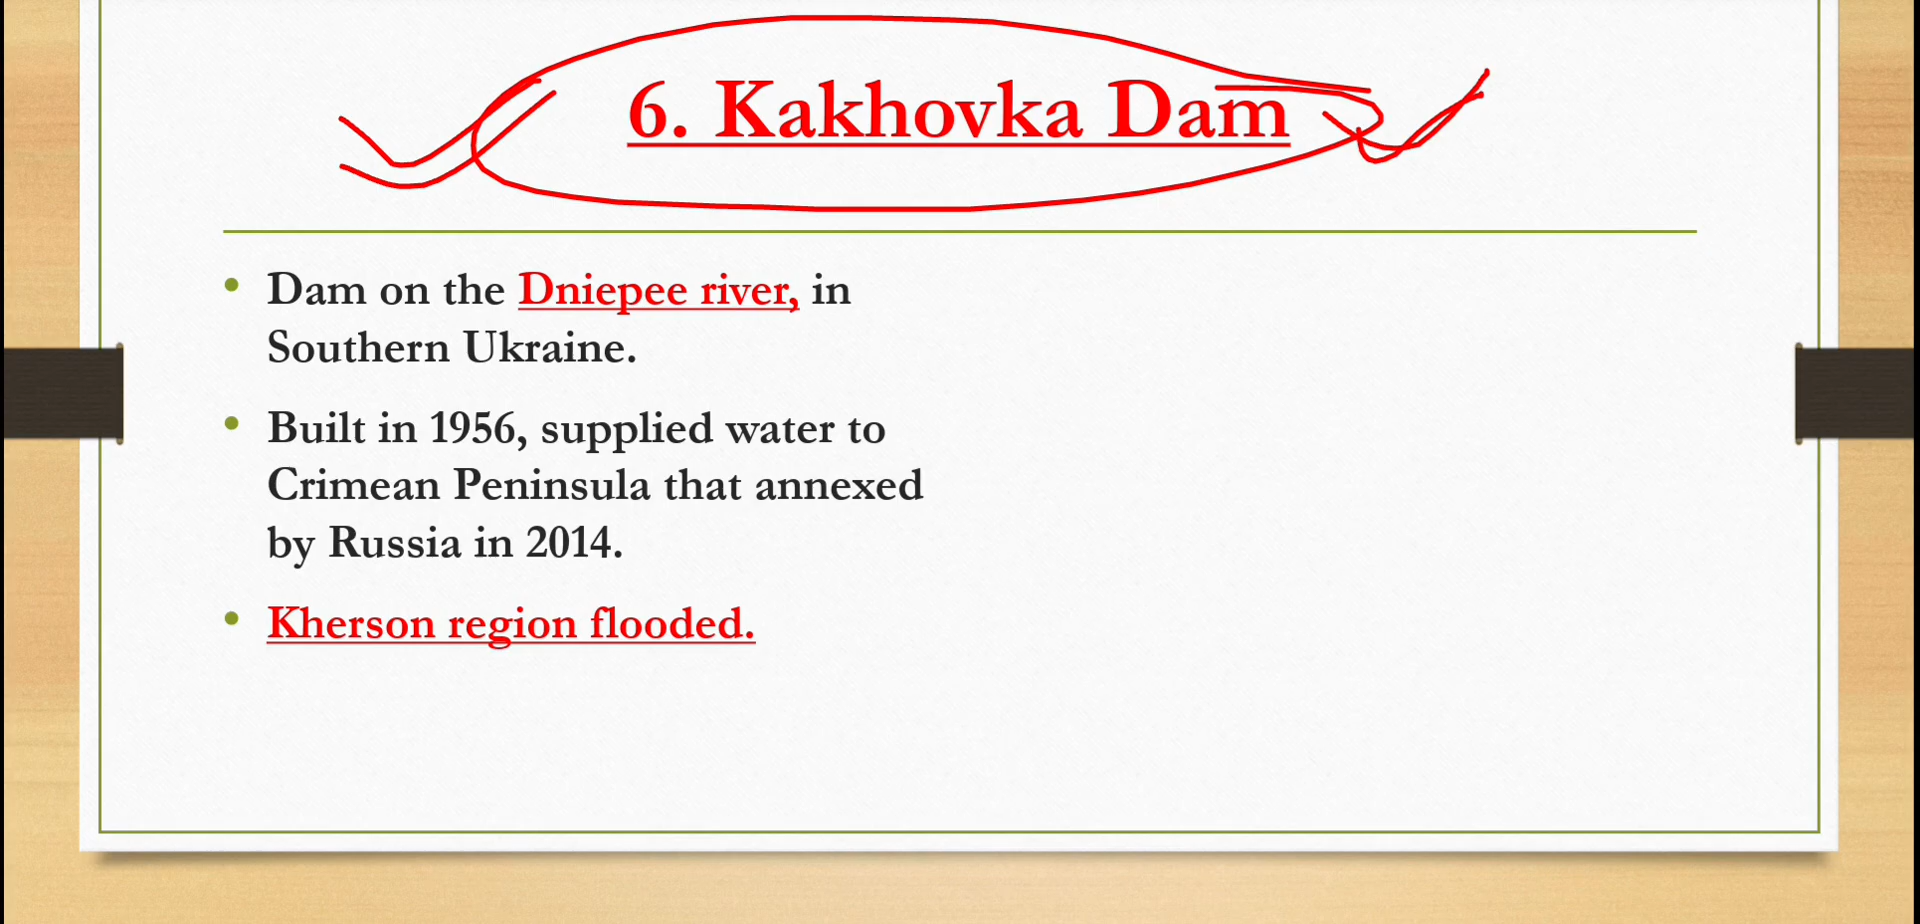 6. Kakhovka Dam
• Dam on the Dniepee river, in
Southern Ukraine.
• Built in 1956, supplied water to
Crimean Peninsula that annexed
by Russia in 2014.
• Kherson region flooded.